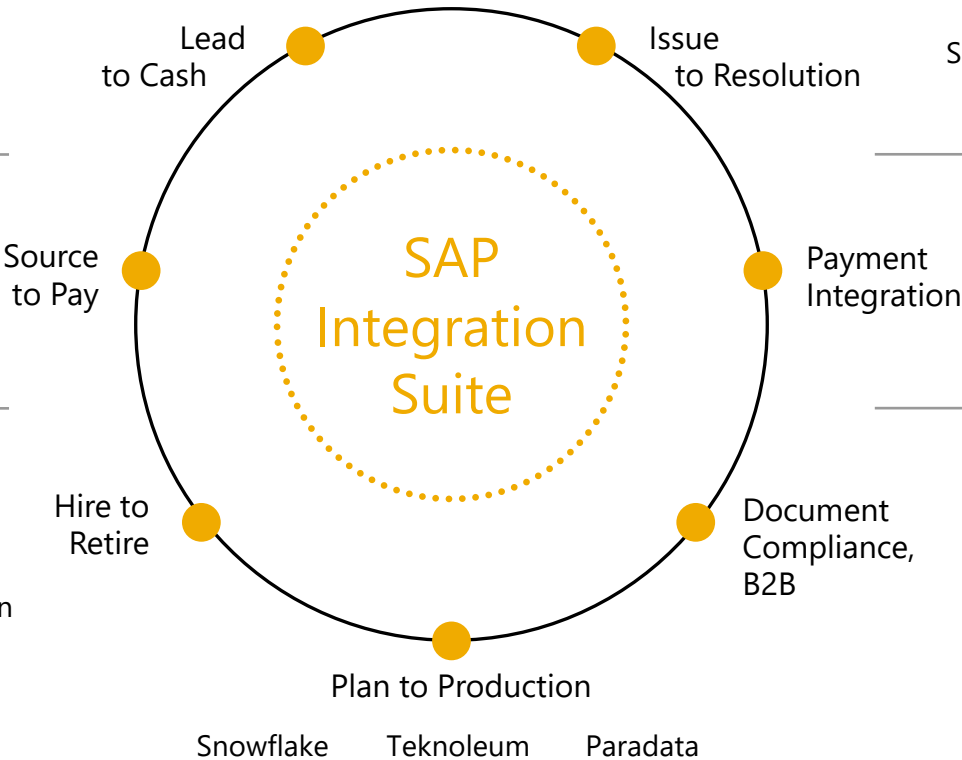 Lead
to Cash
Issue
to Resolution
S
SAP
Integration
Suite
Source
to Pay
Payment
Integration
Hire to
Retire
Document
Compliance,
B2B
n
Plan to Production
Snowflake Teknoleum Paradata